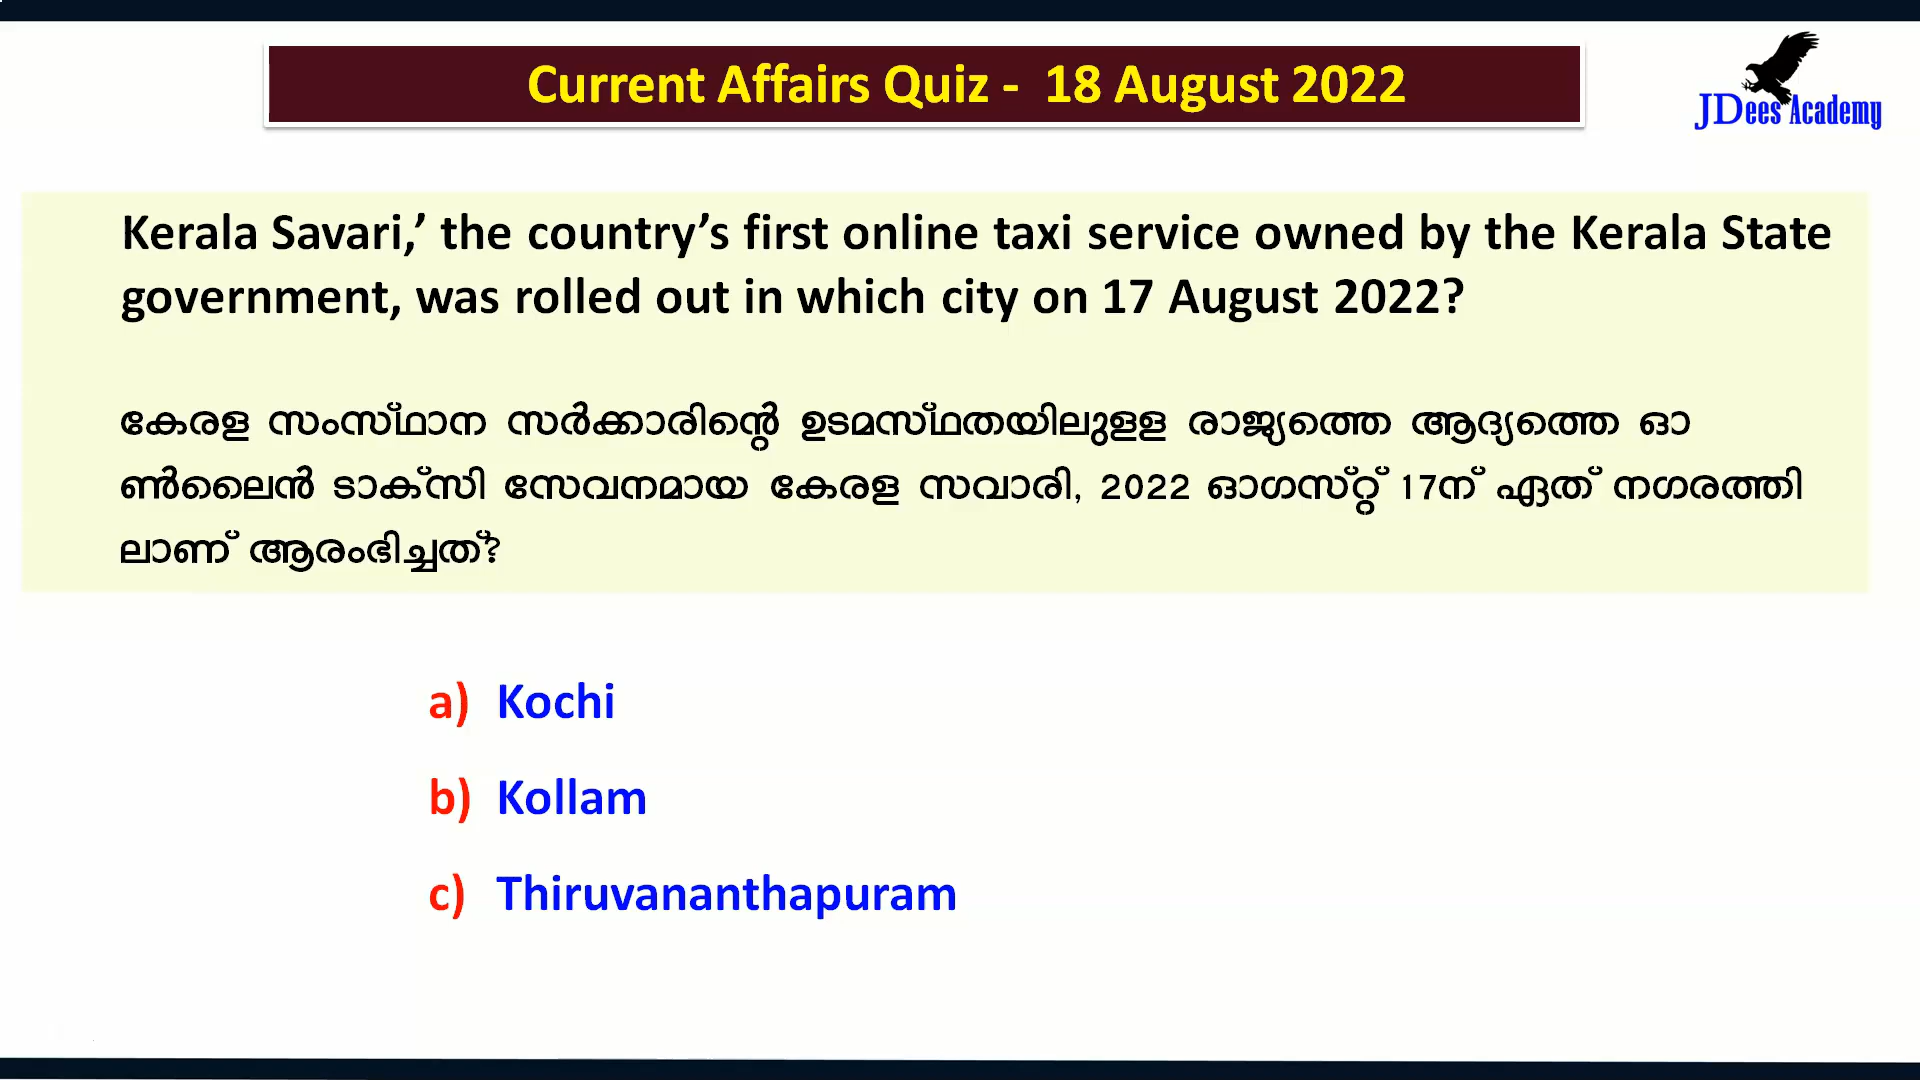 Current Affairs Quiz - 18 August 2022
JDees Academy
Kerala Savari,’ the country’s first online taxi service owned by the Kerala State
government, was rolled out in which city on 17 August 2022?
കേരള സംസ്ഥാന സർക്കാരിന്റെ ഉടമസ്ഥതയിലുളള രാജ്യത്തെ ആദ്യത്തെ ഓ
ൺലൈൻ ടാക്സി സേവനമായ കേരള സവാരി, 2022 ഓഗസ്റ്റ് 17ന് ഏത് നഗരത്തി
ലാണ് ആരംഭിച്ചത്?
a) Kochi
b) Kollam
c) Thiruvananthapuram